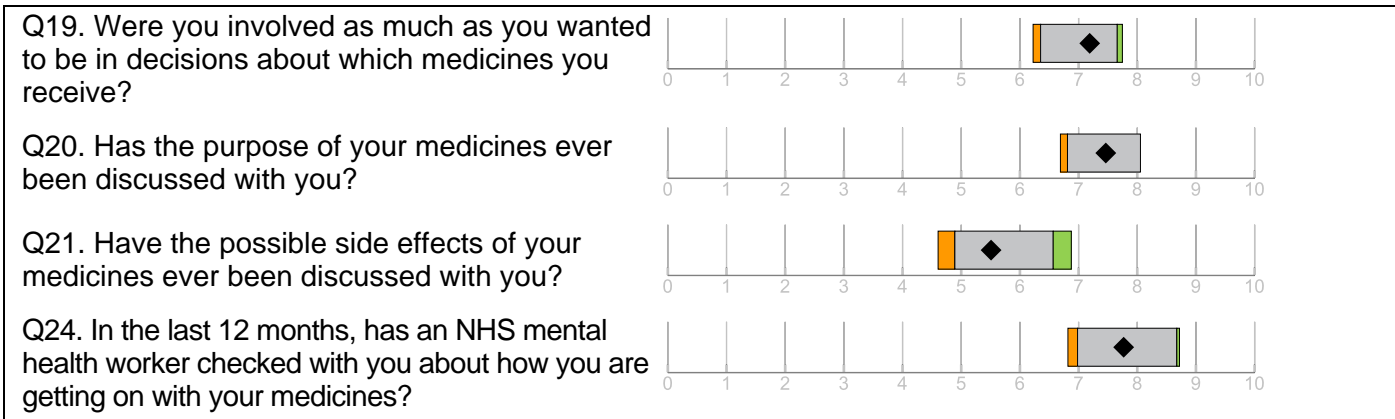 Q19. Were you involved as much as you wanted
to be in decisions about which medicines you
receive?
0 1 2 3 4 5 6 7 8 9 10
Q20. Has the purpose of your medicines ever
been discussed with you?
0 1 2 3 4 5 6 7 8 9 10
Q21. Have the possible side effects of your
medicines ever been discussed with you?
0 1 2 3 4 5 6 7 8 9 10
Q24. In the last 12 months, has an NHS mental
health worker checked with you about how you are
getting on with your medicines?
0 1 2 3 4 5 6 7 8 9 10